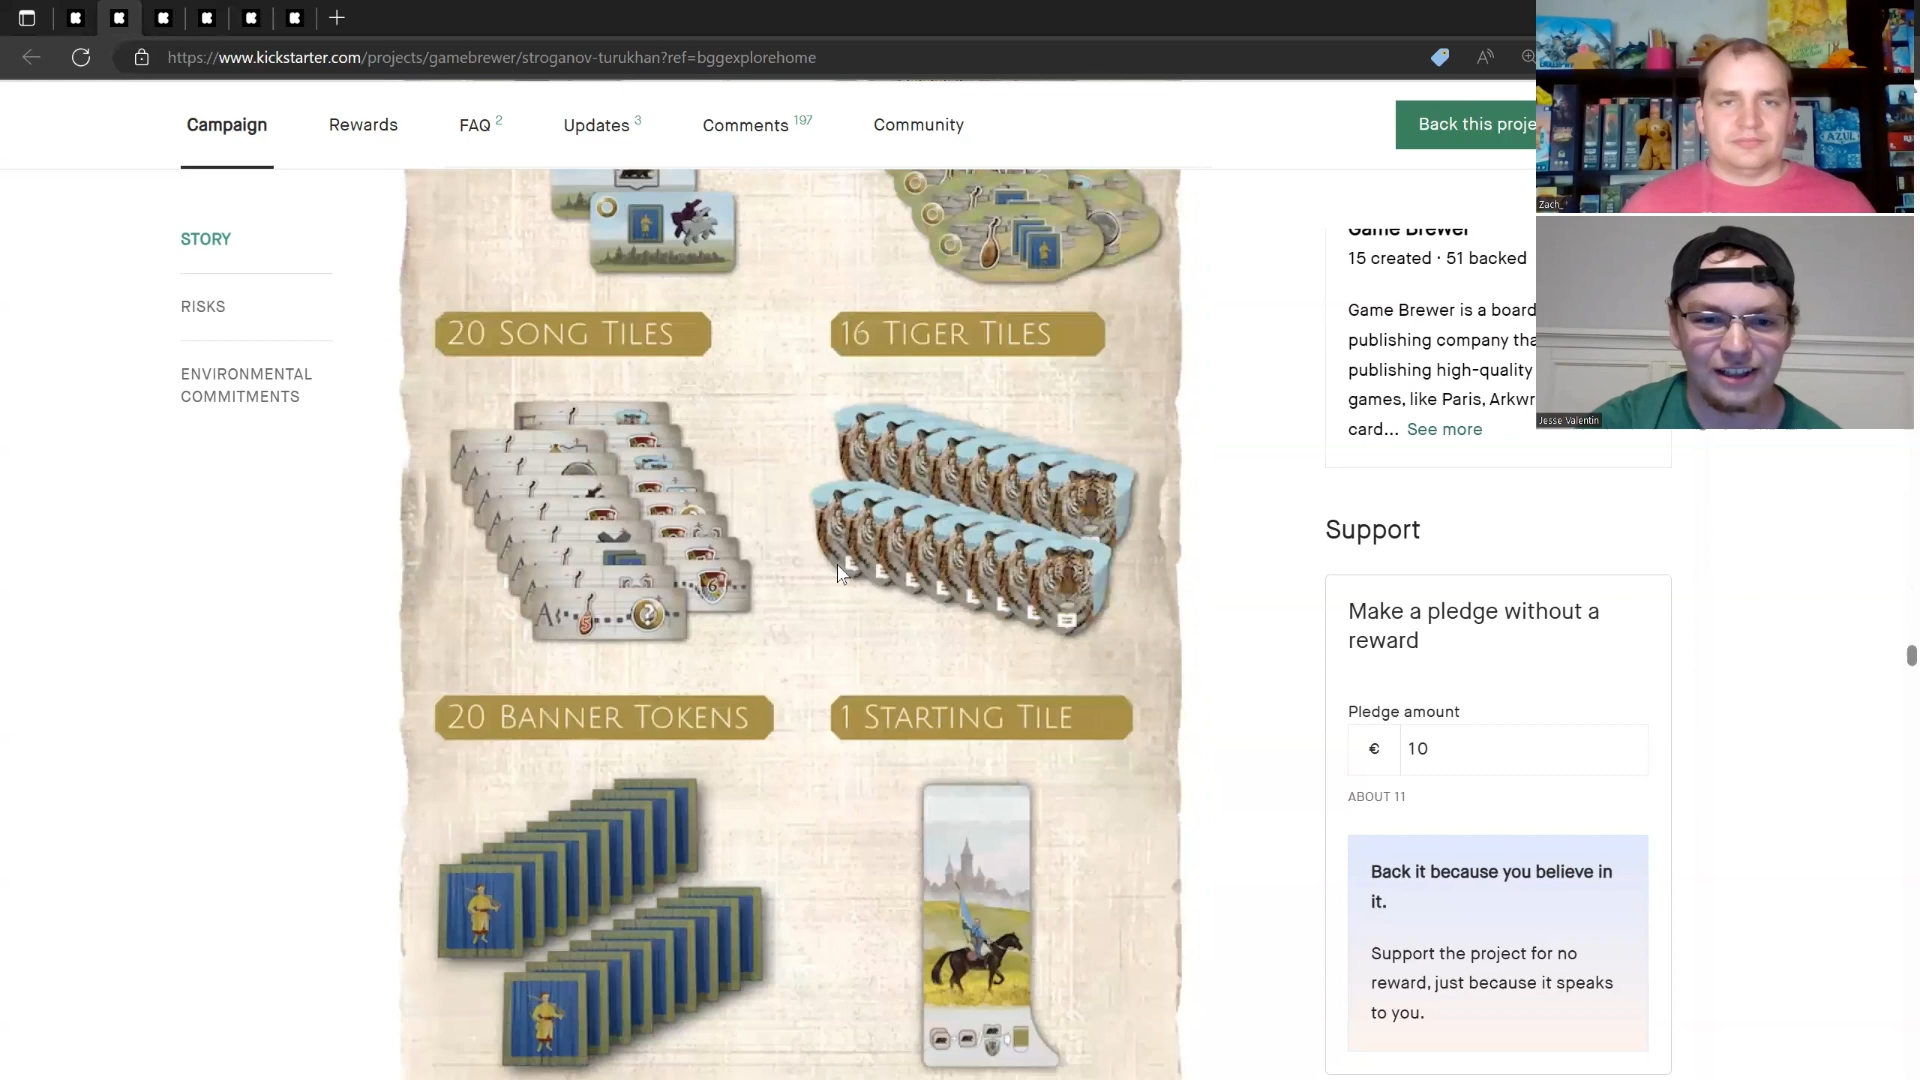 https://www.kickstarter.com/projects/gamebrewer/stroganov-turukhan?ref=bggexplorehome
Campaign
Rewards
FAQ 2
Updates 3
Comments 197
Community
Back this proje
Zach_
STORY
RISKS
ENVIRONMENTAL
COMMITMENTS
20 SONG TILES
16 TIGER TILES
20 BANNER TOKENS
1 STARTING TILE
Game Brewer
15 created · 51 backed
Game Brewer is a board
publishing company tha
publishing high-quality
games, like Paris, Arkwr
card... See more
Jesse Valentin
AZUL
Support
Make a pledge without a
reward
Pledge amount
€ 10
ABOUT 11
Back it because you believe in
it.
Support the project for no
reward, just because it speaks
to you.